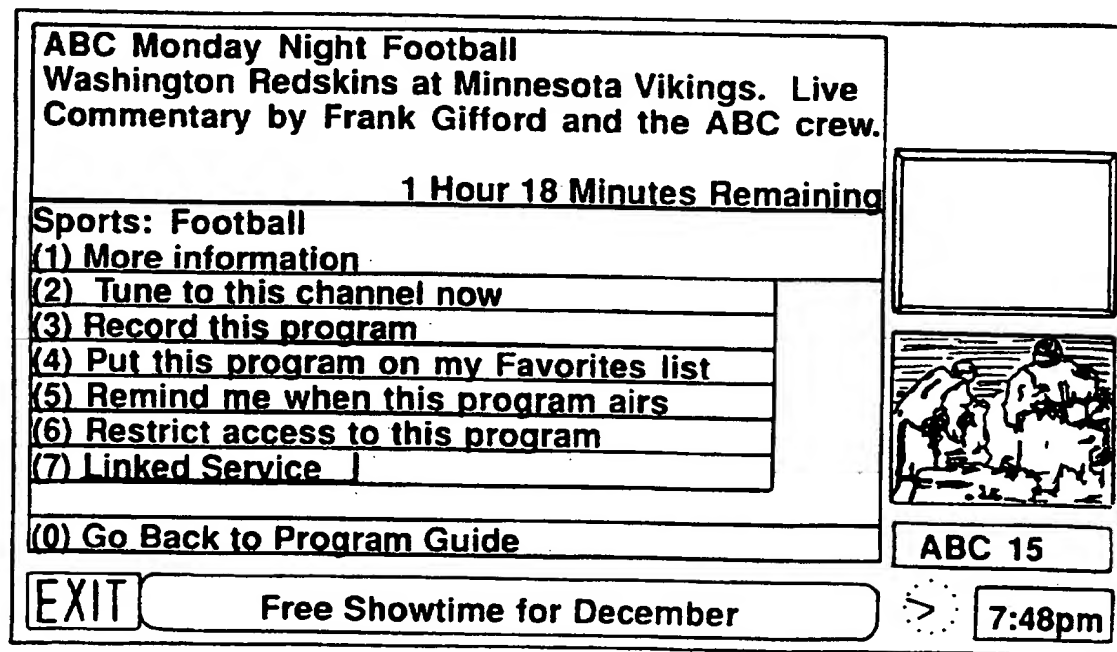 ABC Monday Night Football
Washington Redskins at Minnesota Vikings. Live
Commentary by Frank Gifford and the ABC crew.
1 Hour 18 Minutes Remaining
Sports: Football
(1) More information
(2) Tune to this channel now
(3) Record this program
(4) Put this program on my Favorites list
(5) Remind me when this program airs
(6) Restrict access to this program
(7) Linked Service
(0) Go Back to Program Guide
ABC 15
EXIT
Free Showtime for December
7:48pm